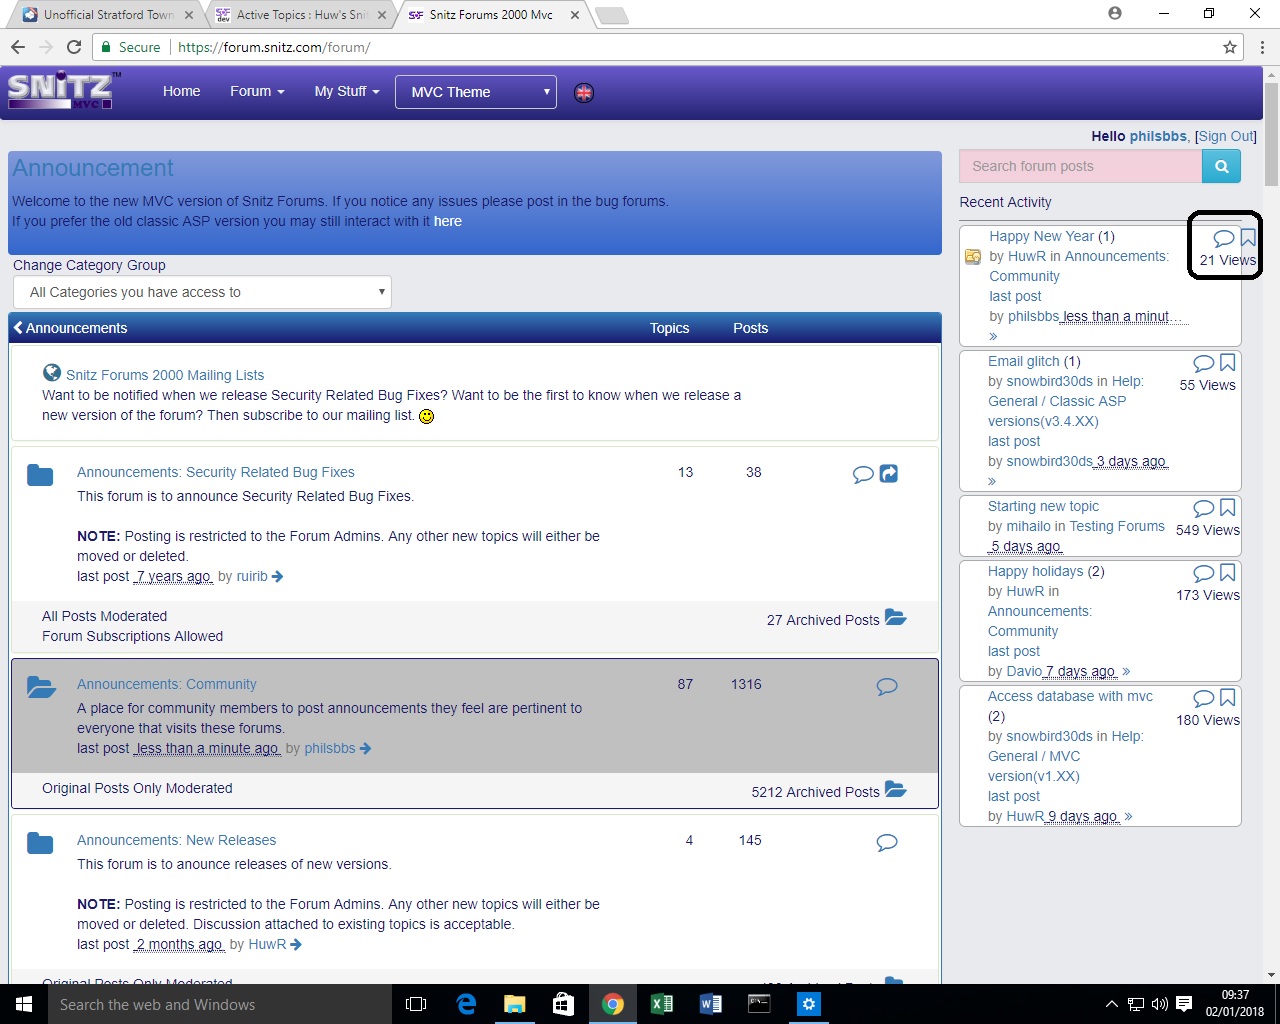 Unofficial Stratford Town
Active Topics : Huw's Snit
Snitz Forums 2000 Mvc
Secure https://forum.snitz.com/forum/
SNiTZ™ MVC
Home Forum My Stuff MVC Theme
Hello philsbbs, [Sign Out]
Announcement
Welcome to the new MVC version of Snitz Forums. If you notice any issues please post in the bug forums.
If you prefer the old classic ASP version you may still interact with it here
Change Category Group
All Categories you have access to
Announcements Topics Posts
Snitz Forums 2000 Mailing Lists
Want to be notified when we release Security Related Bug Fixes? Want to be the first to know when we release a
new version of the forum? Then subscribe to our mailing list.
Announcements: Security Related Bug Fixes 13 38
This forum is to announce Security Related Bug Fixes.
NOTE: Posting is restricted to the Forum Admins. Any other new topics will either be
moved or deleted.
last post 7 years ago by ruirib
All Posts Moderated
27 Archived Posts
Forum Subscriptions Allowed
Announcements: Community 87 1316
A place for community members to post announcements they feel are pertinent to
everyone that visits these forums.
last post less than a minute ago by philsbbs
Original Posts Only Moderated
5212 Archived Posts
Announcements: New Releases 4 145
This forum is to anounce releases of new versions.
NOTE: Posting is restricted to the Forum Admins. Any other new topics will either be
moved or deleted. Discussion attached to existing topics is acceptable.
last post 2 months ago by HuwR
Original Posts Only Moderated
Search forum posts
Recent Activity
Happy New Year (1)
21 Views
by HuwR in Announcements:
Community
last post
by philsbbs less than a minut...
»
Email glitch (1)
55 Views
by snowbird30ds in Help:
General / Classic ASP
versions(v3.4.XX)
last post
by snowbird30ds 3 days ago
»
Starting new topic
549 Views
by mihailo in Testing Forums
5 days ago
Happy holidays (2)
173 Views
by HuwR in
Announcements:
Community
last post
by Davio 7 days ago »
Access database with mvc
(2)
180 Views
by snowbird30ds in Help:
General / MVC
version(v1.XX)
last post
by HuwR 9 days ago »
Search the web and Windows
09:37
02/01/2018